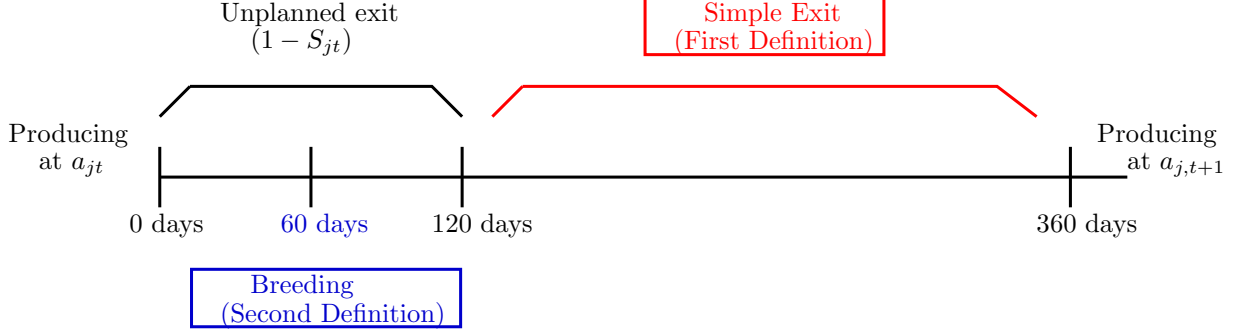 Unplanned exit
(1 − S_{jt})
Simple Exit
(First Definition)
Producing
at a_{jt}
Producing
at a_{j,t+1}
0 days
60 days
120 days
360 days
Breeding
(Second Definition)